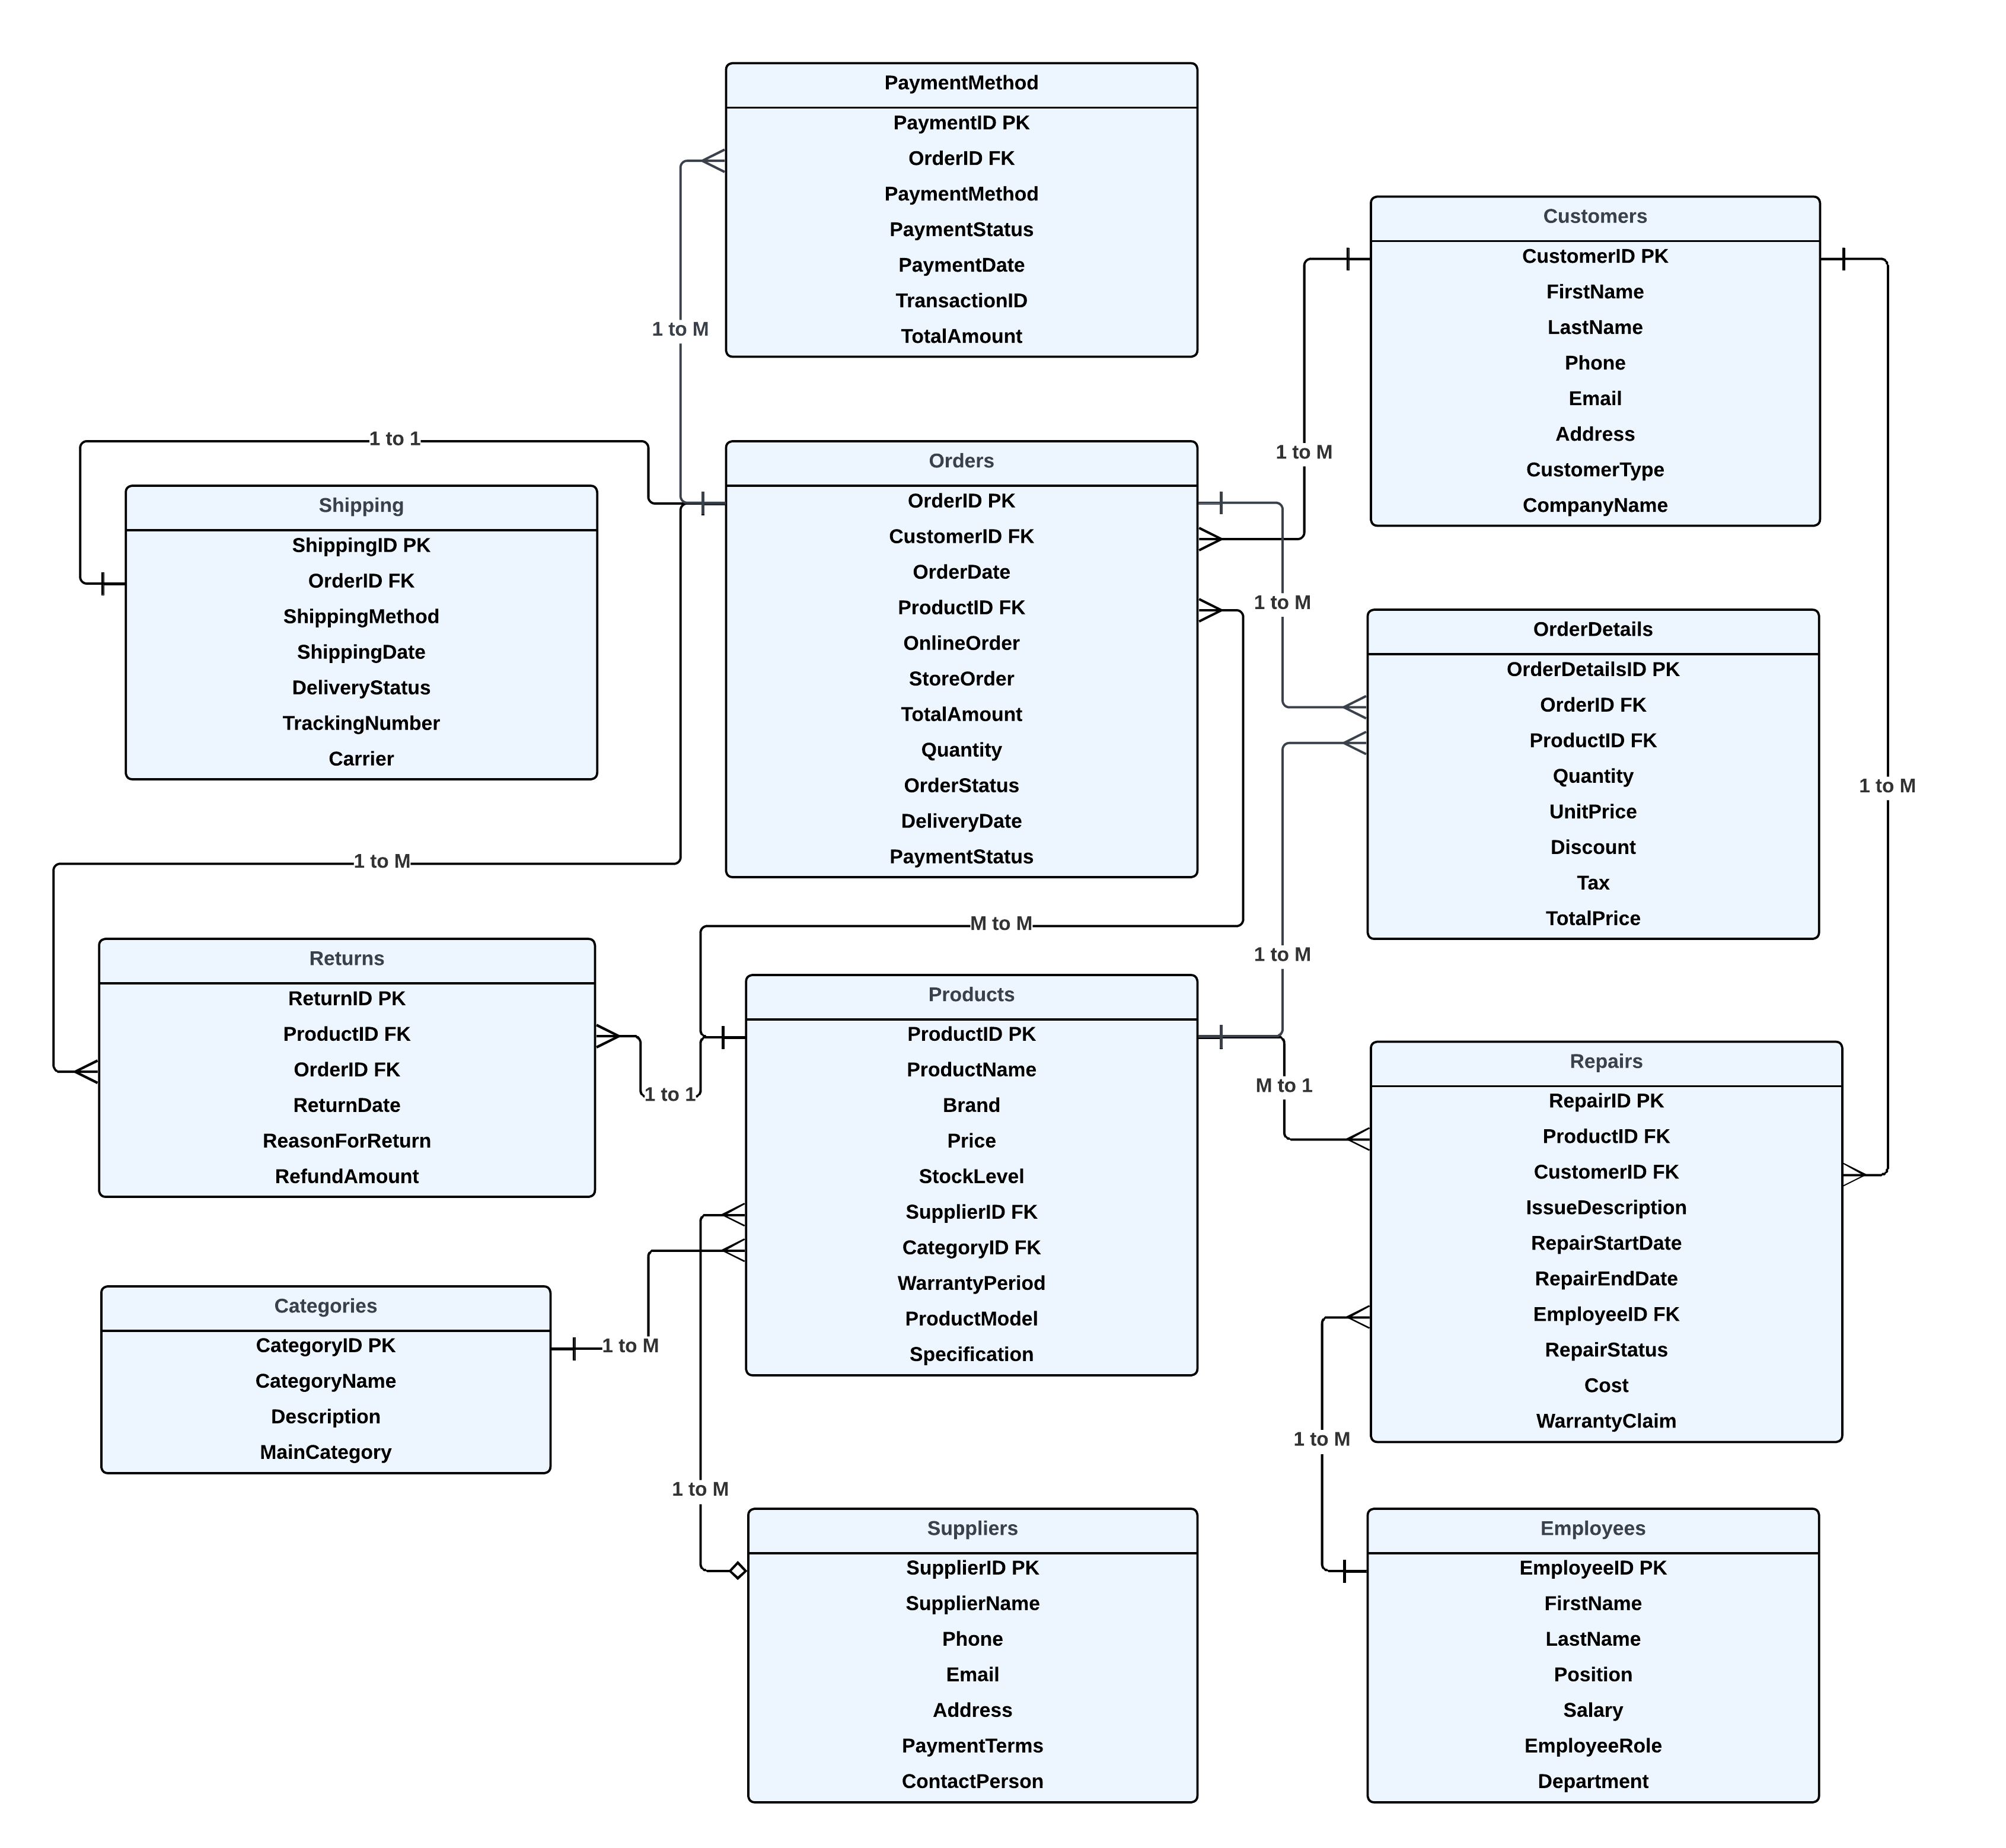 PaymentMethod
PaymentID PK
OrderID FK
PaymentMethod
PaymentStatus
PaymentDate
TransactionID
TotalAmount
Customers
CustomerID PK
FirstName
LastName
Phone
Email
Address
CustomerType
CompanyName
1 to M
1 to 1
1 to M
Shipping
ShippingID PK
OrderID FK
ShippingMethod
ShippingDate
DeliveryStatus
TrackingNumber
Carrier
Orders
OrderID PK
CustomerID FK
OrderDate
ProductID FK
OnlineOrder
StoreOrder
TotalAmount
Quantity
OrderStatus
DeliveryDate
PaymentStatus
1 to M
OrderDetails
OrderDetailsID PK
OrderID FK
ProductID FK
Quantity
UnitPrice
Discount
Tax
TotalPrice
1 to M
1 to M
M to M
1 to M
Returns
ReturnID PK
ProductID FK
OrderID FK
ReturnDate
ReasonForReturn
RefundAmount
1 to 1
Products
ProductID PK
ProductName
Brand
Price
StockLevel
SupplierID FK
CategoryID FK
WarrantyPeriod
ProductModel
Specification
M to 1
Repairs
RepairID PK
ProductID FK
CustomerID FK
IssueDescription
RepairStartDate
RepairEndDate
EmployeeID FK
RepairStatus
Cost
WarrantyClaim
Categories
CategoryID PK
CategoryName
Description
MainCategory
1 to M
1 to M
1 to M
Suppliers
SupplierID PK
SupplierName
Phone
Email
Address
PaymentTerms
ContactPerson
Employees
EmployeeID PK
FirstName
LastName
Position
Salary
EmployeeRole
Department